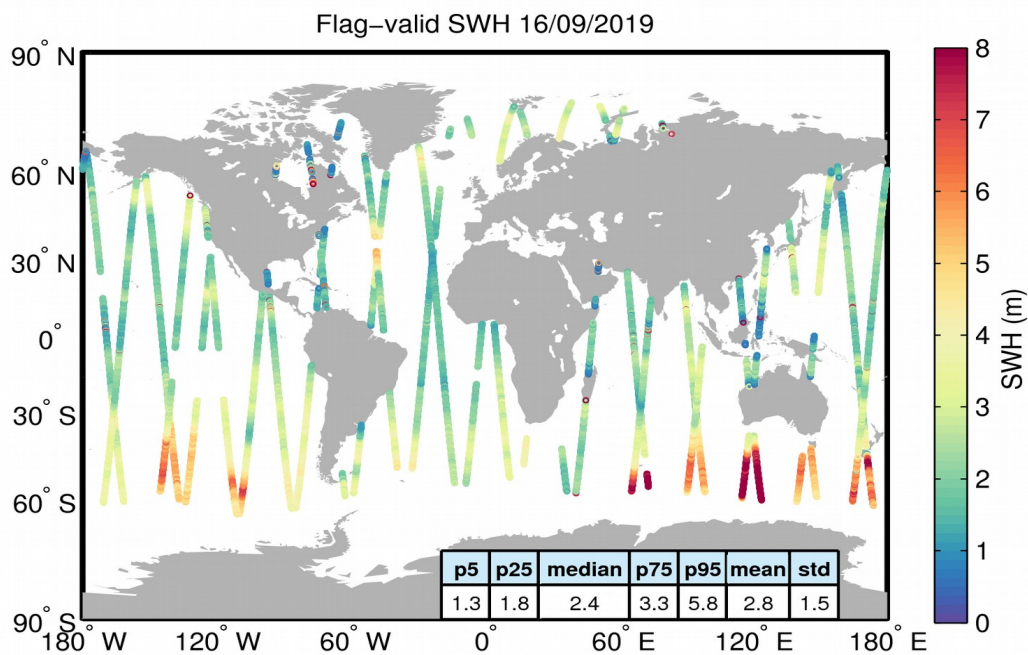 Flag−valid SWH 16/09/2019
90° N
60° N
30° N
0°
30° S
60° S
90° S
180° W
120° W
60° W
0°
60° E
120° E
180° E
p5 p25 median p75 p95 mean std
1.3 1.8 2.4 3.3 5.8 2.8 1.5
8
7
6
5
4
3
2
1
0
SWH (m)